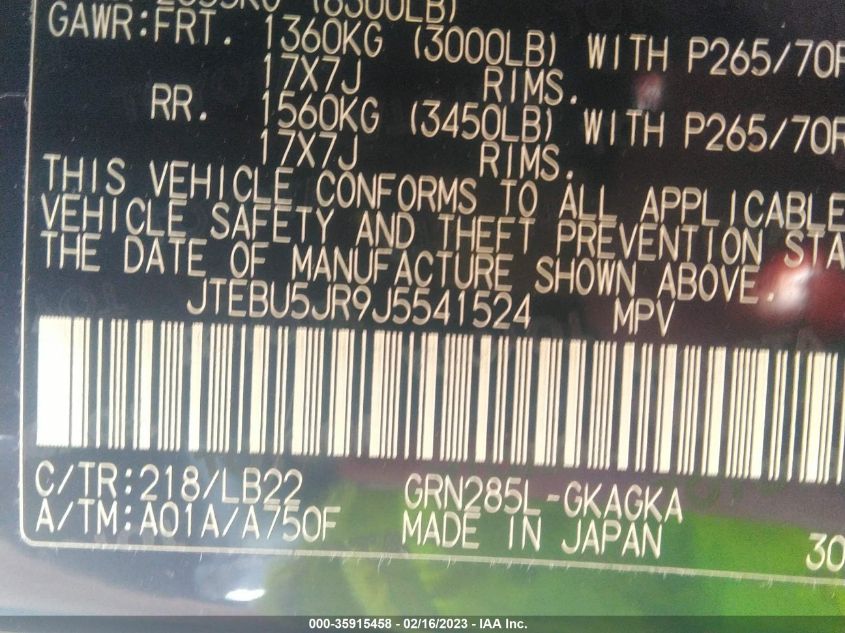 (6300LB)
GAWR:FRT. 1360KG (3000LB) WITH P265/70R
17X7J RIMS.
RR. 1560KG (3450LB) WITH P265/70R
17X7J RIMS.
THIS VEHICLE CONFORMS TO ALL APPLICABLE
VEHICLE SAFETY AND THEFT PREVENTION STA
THE DATE OF MANUFACTURE SHOWN ABOVE.
JTEBU5JR9J5541524 MPV
C/TR:218/LB22 GRN285L-GKAGKA
A/TM:A01A/A750F MADE IN JAPAN 30
000-35915458 - 02/16/2023 - IAA Inc.